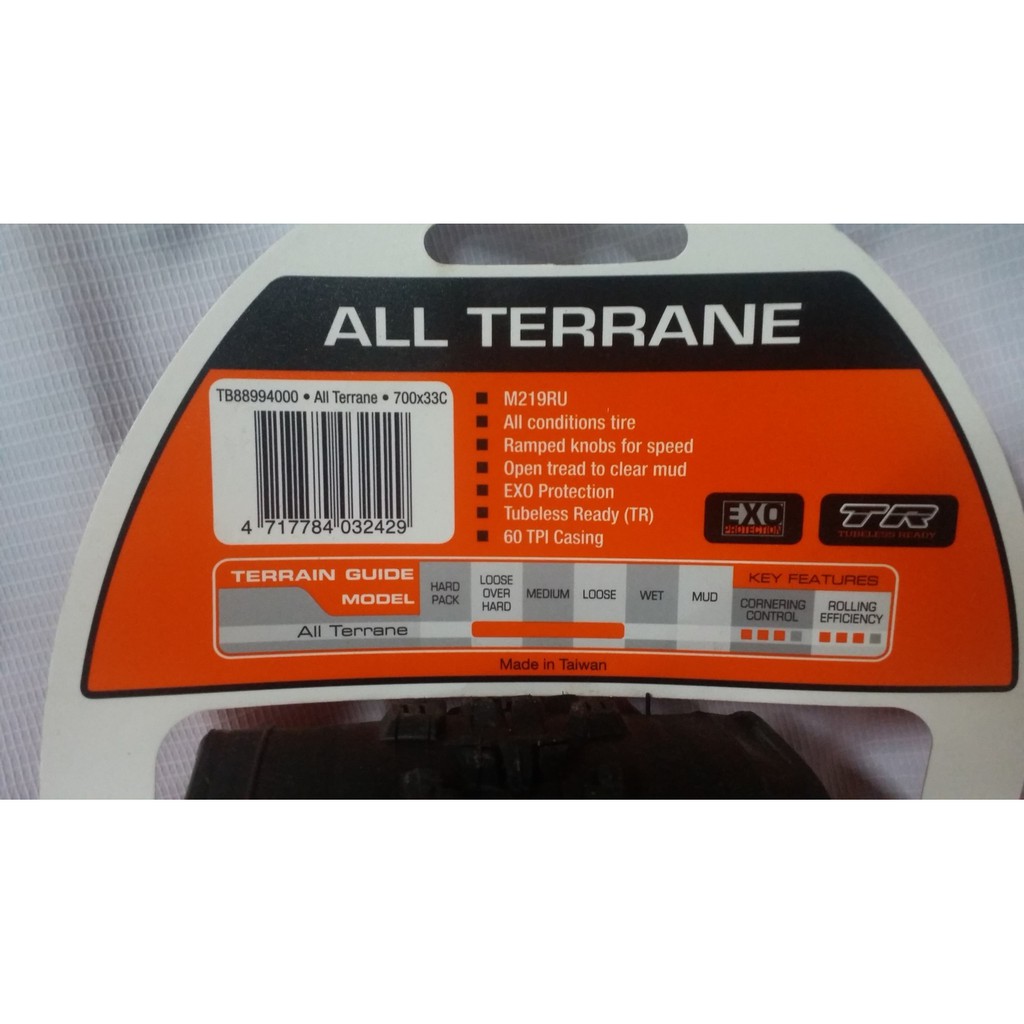 ALL TERRANE
TB88994000 • All Terrane • 700x33C
4 717784 032429
■ M219RU
■ All conditions tire
■ Ramped knobs for speed
■ Open tread to clear mud
■ EXO Protection
■ Tubeless Ready (TR)
■ 60 TPI Casing
EXO
PROTECTION
TR
TUBELESS READY
TERRAIN GUIDE
MODEL
HARD
PACK
LOOSE
OVER
HARD
MEDIUM
LOOSE
WET
MUD
KEY FEATURES
CORNERING
CONTROL
ROLLING
EFFICIENCY
All Terrane
Made in Taiwan